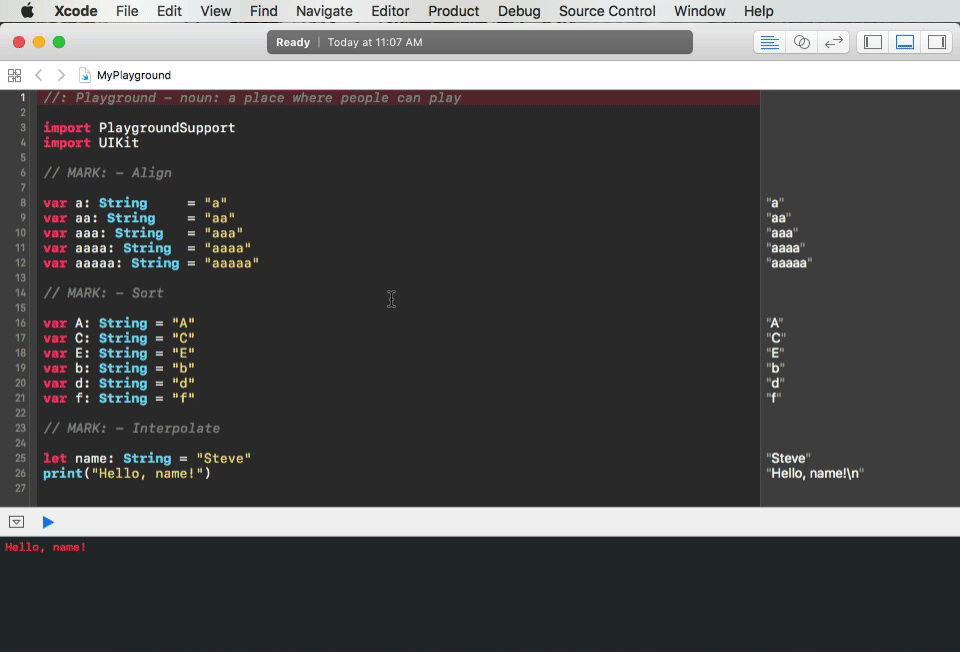 Xcode File Edit View Find Navigate Editor Product Debug Source Control Window Help
Ready | Today at 11:07 AM
MyPlayground
1 //: Playground – noun: a place where people can play
2
3 import PlaygroundSupport
4 import UIKit
5
6 // MARK: – Align
7
8 var a: String     = "a" "a"
9 var aa: String    = "aa" "aa"
10 var aaa: String   = "aaa" "aaa"
11 var aaaa: String  = "aaaa" "aaaa"
12 var aaaaa: String = "aaaaa" "aaaaa"
13
14 // MARK: – Sort
15
16 var A: String = "A" "A"
17 var C: String = "C" "C"
18 var E: String = "E" "E"
19 var b: String = "b" "b"
20 var d: String = "d" "d"
21 var f: String = "f" "f"
22
23 // MARK: – Interpolate
24
25 let name: String = "Steve" "Steve"
26 print("Hello, name!") "Hello, name!\n"
27
Hello, name!